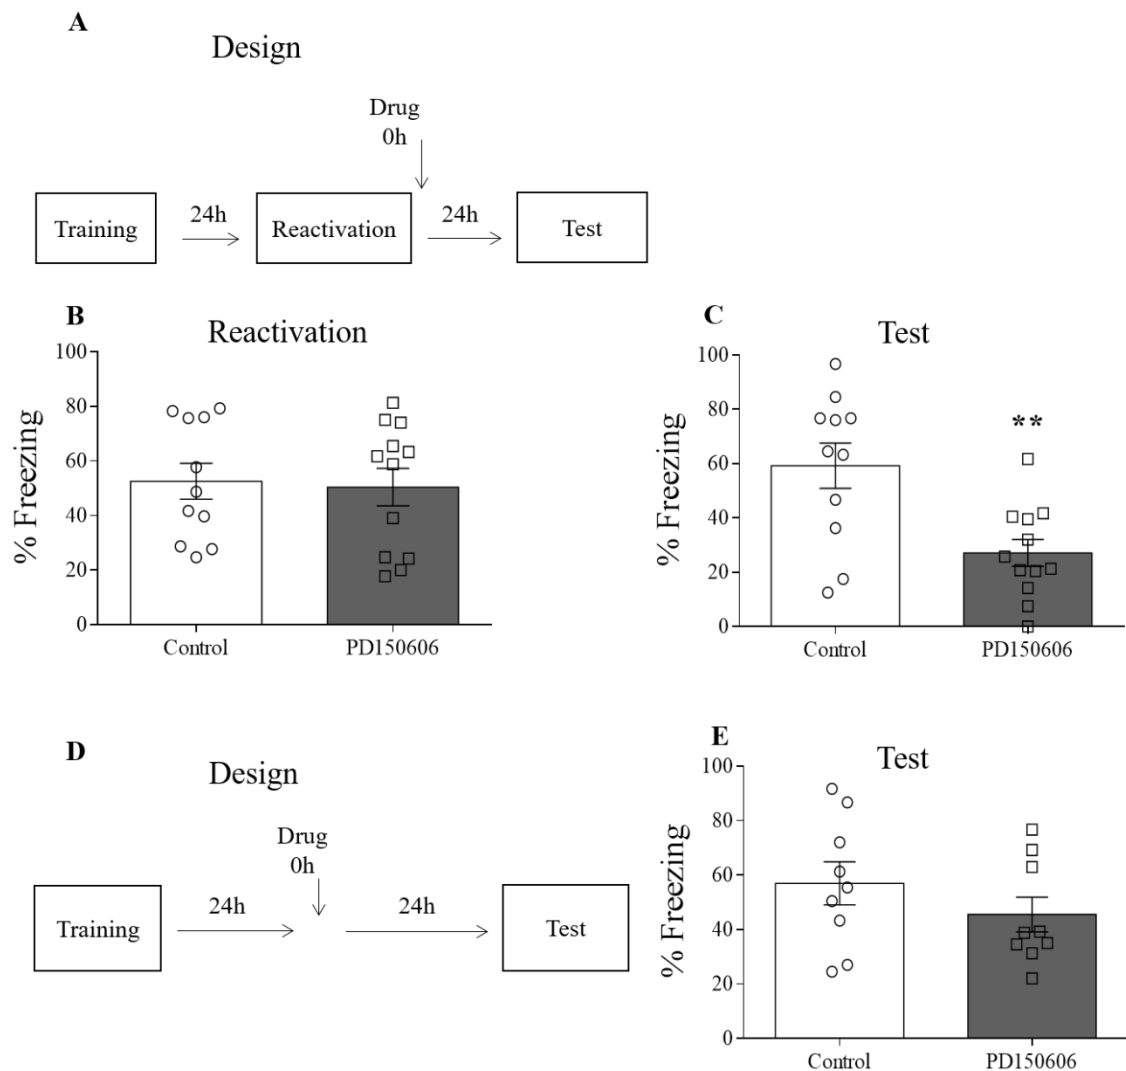 A
Design
Drug
0h
Training
24h
Reactivation
24h
Test
B
Reactivation
% Freezing
100
80
60
40
20
0
Control
PD150606
C
Test
**
% Freezing
100
80
60
40
20
0
Control
PD150606
D
Design
Drug
0h
Training
24h
24h
Test
E
Test
% Freezing
100
80
60
40
20
0
Control
PD150606